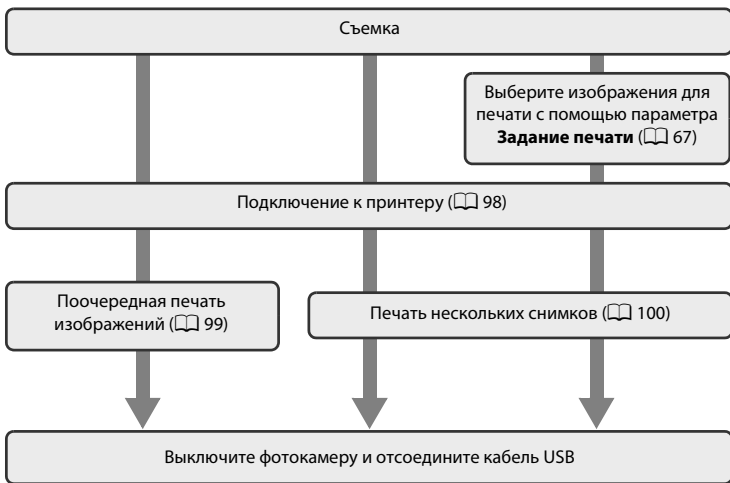 Съемка
Выберите изображения для
печати с помощью параметра
Задание печати (📖 67)
Подключение к принтеру (📖 98)
Поочередная печать
изображений (📖 99)
Печать нескольких снимков (📖 100)
Выключите фотокамеру и отсоедините кабель USB